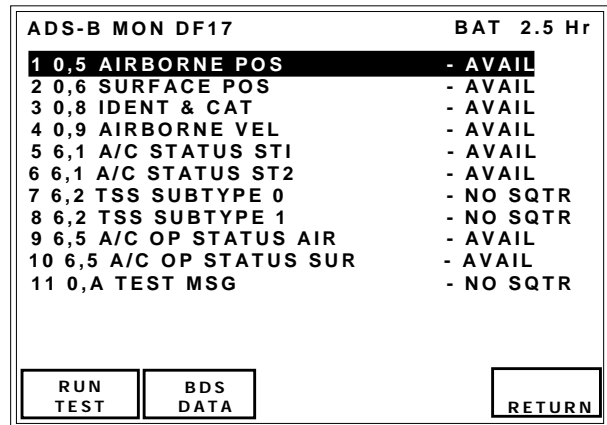 ADS-B MON DF17 BAT 2.5 Hr
1 0,5 AIRBORNE POS - AVAIL
2 0,6 SURFACE POS - AVAIL
3 0,8 IDENT & CAT - AVAIL
4 0,9 AIRBORNE VEL - AVAIL
5 6,1 A/C STATUS STI - AVAIL
6 6,1 A/C STATUS ST2 - AVAIL
7 6,2 TSS SUBTYPE 0 - NO SQTR
8 6,2 TSS SUBTYPE 1 - NO SQTR
9 6,5 A/C OP STATUS AIR - AVAIL
10 6,5 A/C OP STATUS SUR - AVAIL
11 0,A TEST MSG - NO SQTR
RUN
TEST
BDS
DATA
RETURN